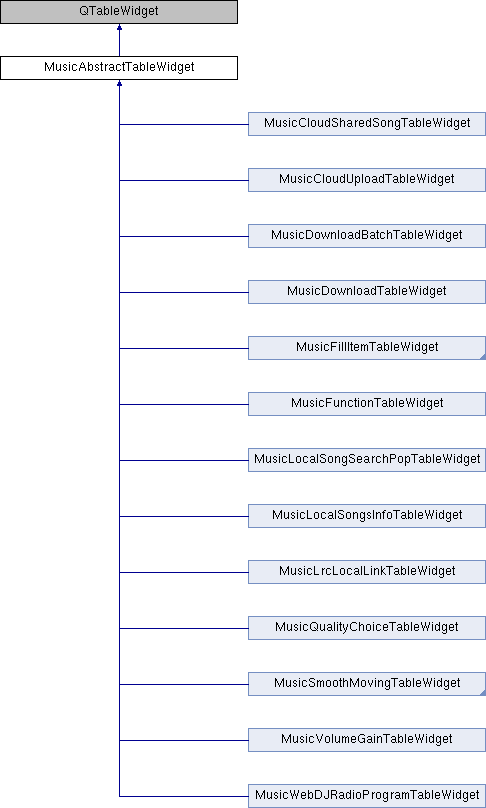 QTableWidget
MusicAbstractTableWidget
MusicCloudSharedSongTableWidget
MusicCloudUploadTableWidget
MusicDownloadBatchTableWidget
MusicDownloadTableWidget
MusicFillItemTableWidget
MusicFunctionTableWidget
MusicLocalSongSearchPopTableWidget
MusicLocalSongsInfoTableWidget
MusicLrcLocalLinkTableWidget
MusicQualityChoiceTableWidget
MusicSmoothMovingTableWidget
MusicVolumeGainTableWidget
MusicWebDJRadioProgramTableWidget